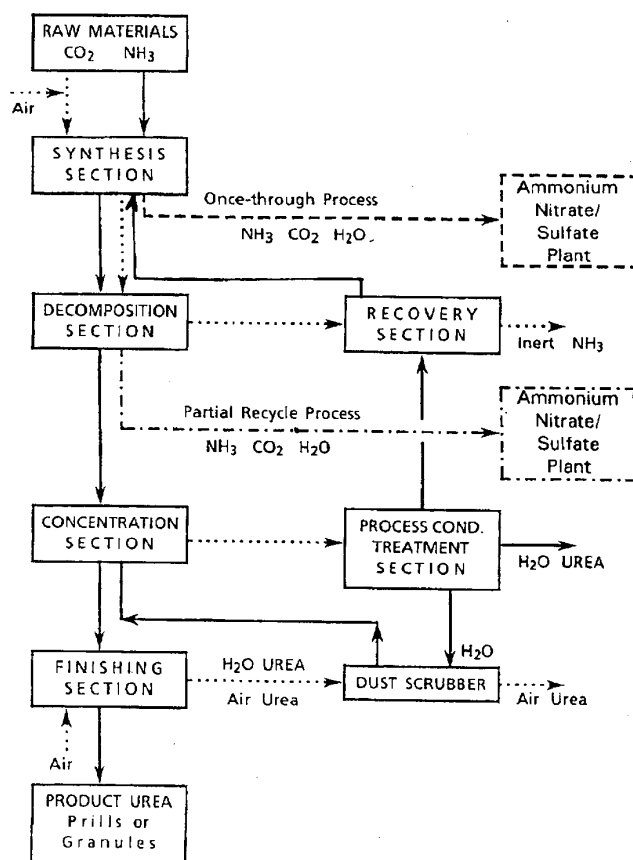 RAW MATERIALS
CO2 NH3
Air
SYNTHESIS
SECTION
Once-through Process
NH3 CO2 H2O
Ammonium
Nitrate/
Sulfate
Plant
DECOMPOSITION
SECTION
RECOVERY
SECTION
Inert NH3
Partial Recycle Process
NH3 CO2 H2O
Ammonium
Nitrate/
Sulfate
Plant
CONCENTRATION
SECTION
PROCESS COND.
TREATMENT
SECTION
H2O UREA
H2O
FINISHING
SECTION
H2O UREA
Air Urea
DUST SCRUBBER
Air Urea
Air
PRODUCT UREA
Prills or
Granules